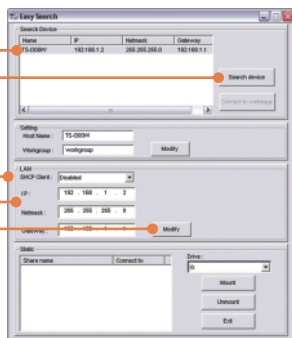 Easy Search
Search Device
Name IP Netmask Gateway
TS-I300W 192.168.1.2 255.255.255.0 192.168.1.1
Search device
Connect to webpage
Setting
Host Name : TS-I300W
Workgroup : workgroup
Modify
LAN
DHCP Client : Disabled
IP : 192 . 168 . 1 . 2
Netmask : 255 . 255 . 255 . 0
Gateway :
Modify
Static
Share name Connect to
Drive :
Mount
Unmount
Exit